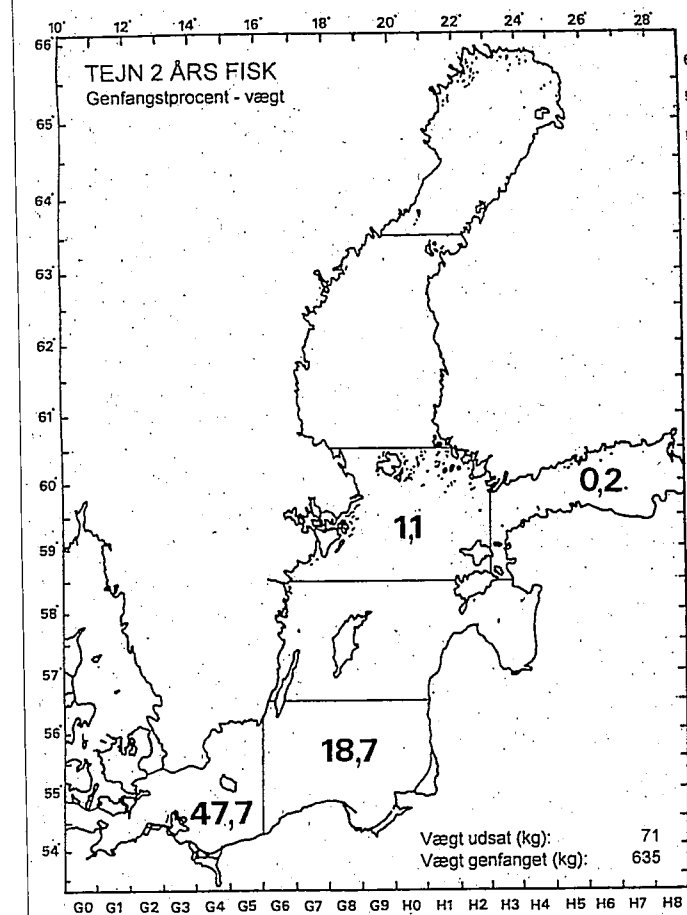 10° 12° 14° 16° 18° 20° 22° 24° 26° 28°
66°
TEJN 2 ÅRS FISK
Genfangstprocent - vægt
65°
64°
63°
62°
61°
60°
0,2
1,1
59°
58°
57°
56°
18,7
55°
47,7
54°
Vægt udsat (kg): 71
Vægt genfanget (kg): 635
G0 G1 G2 G3 G4 G5 G6 G7 G8 G9 H0 H1 H2 H3 H4 H5 H6 H7 H8